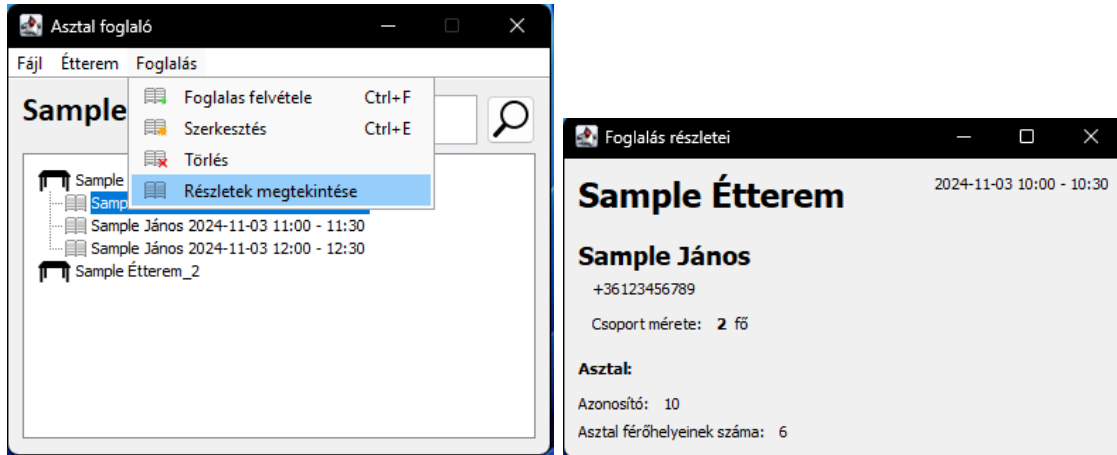 Asztal foglaló
Fájl Étterem Foglalás
Foglalas felvétele Ctrl+F
Szerkesztés Ctrl+E
Törlés
Részletek megtekintése
Sample
Sample
Samp
Sample János 2024-11-03 11:00 - 11:30
Sample János 2024-11-03 12:00 - 12:30
Sample Étterem_2
Foglalás részletei
Sample Étterem 2024-11-03 10:00 - 10:30
Sample János
+36123456789
Csoport mérete: 2 fő
Asztal:
Azonosító: 10
Asztal férőhelyeinek száma: 6